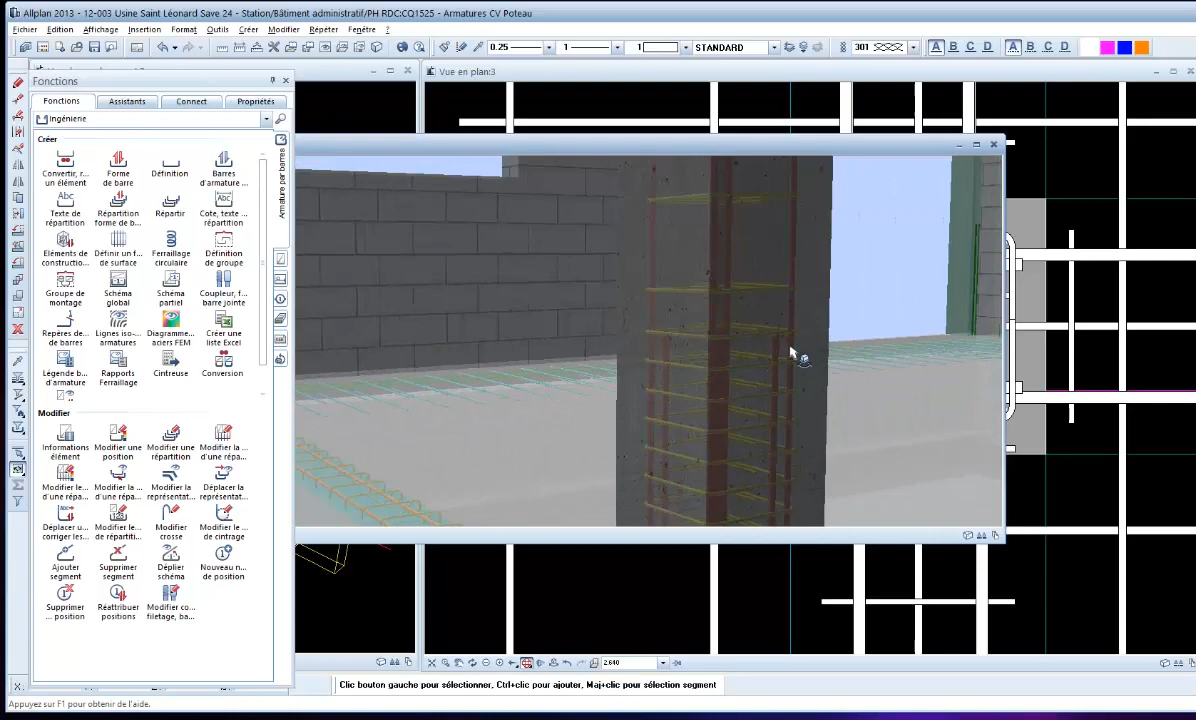 Allplan 2013 - 12-003 Usine Saint Léonard Save 24 - Station/Bâtiment administratif/PH RDC:CQ1525 - Armatures CV Poteau
Fichier Edition Affichage Insertion Format Outils Créer Modifier Répéter Fenêtre ?
0.25 1 1 STANDARD 301 A B C D A B C D
Vue en plan:3
Fonctions
Fonctions Assistants Connect Propriétés
Ingénierie
Créer
Convertir, r... un élément
Forme de barre
Définition
Barres d'armature ...
Texte de répartition
Répartition forme de b...
Répartir
Cote, texte ... répartition
Eléments de constructio...
Définir un f... de surface
Ferraillage circulaire
Définition de groupe
Groupe de montage
Schéma global
Schéma partiel
Coupleur, f... barre jointe
Repères de... de barres
Lignes iso-... armatures
Diagramme... aciers FEM
Créer une liste Excel
Légende b... d'armature
Rapports Ferraillage
Cintreuse
Conversion
Armature par barres
Modifier
Informations élément
Modifier une position
Modifier une répartition
Modifier la ... d'une répa...
Modifier le... d'une répa...
Modifier la ... d'une répa...
Modifier la représentat...
Déplacer la représentat...
Déplacer un... corriger les...
Modifier le... de répartiti...
Modifier crosse
Modifier le ... de cintrage
Ajouter segment
Supprimer segment
Déplier schéma
Nouveau n... de position
Supprimer ... position
Réattribuer positions
Modifier co... filetage, ba...
2.640
Clic bouton gauche pour sélectionner, Ctrl+clic pour ajouter, Maj+clic pour sélection segment
Appuyez sur F1 pour obtenir de l'aide.